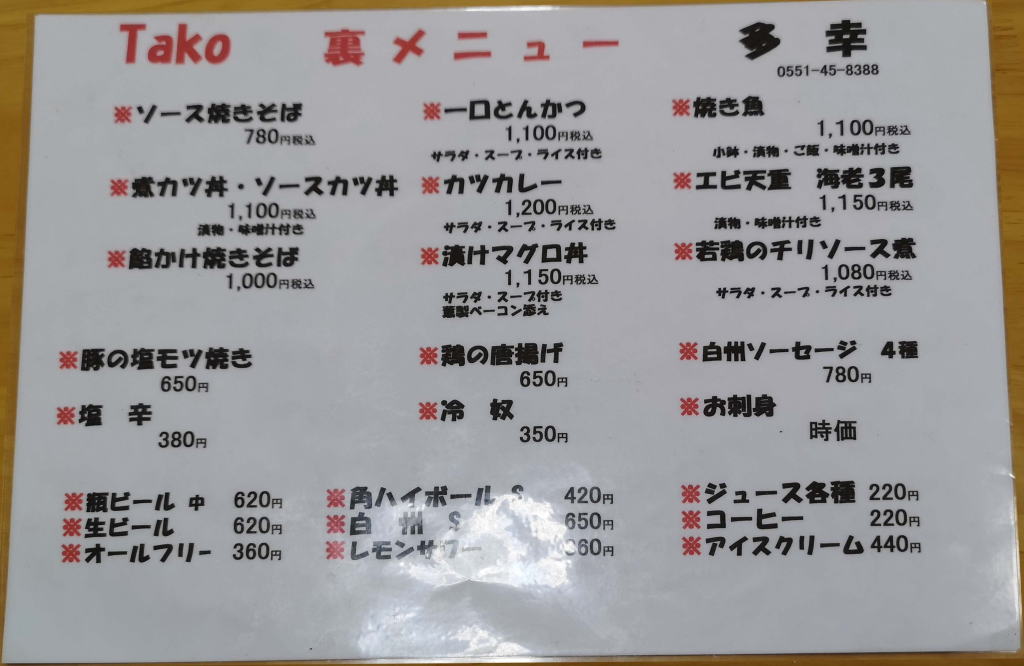 Tako 裏メニュー 多幸
0551-45-8388
※ソース焼きそば
780円税込
※煮カツ丼・ソースカツ丼
1,100円税込
漬物・味噌汁付き
※餡かけ焼きそば
1,000円税込
※一口とんかつ
1,100円税込
サラダ・スープ・ライス付き
※カツカレー
1,200円税込
サラダ・スープ・ライス付き
※漬けマグロ丼
1,150円税込
サラダ・スープ付き
薫製ベーコン添え
※焼き魚
1,100円税込
小鉢・漬物・ご飯・味噌汁付き
※エビ天重 海老3尾
1,150円税込
漬物・味噌汁付き
※若鶏のチリソース煮
1,080円税込
サラダ・スープ・ライス付き
※豚の塩モツ焼き
650円
※塩 辛
380円
※鶏の唐揚げ
650円
※冷 奴
350円
※白州ソーセージ 4種
780円
※お刺身
時価
※瓶ビール 中 620円
※生ビール 620円
※オールフリー 360円
※角ハイボール S 420円
※白 州 S 650円
※レモンサワー
※ジュース各種 220円
※コーヒー 220円
※アイスクリーム 440円